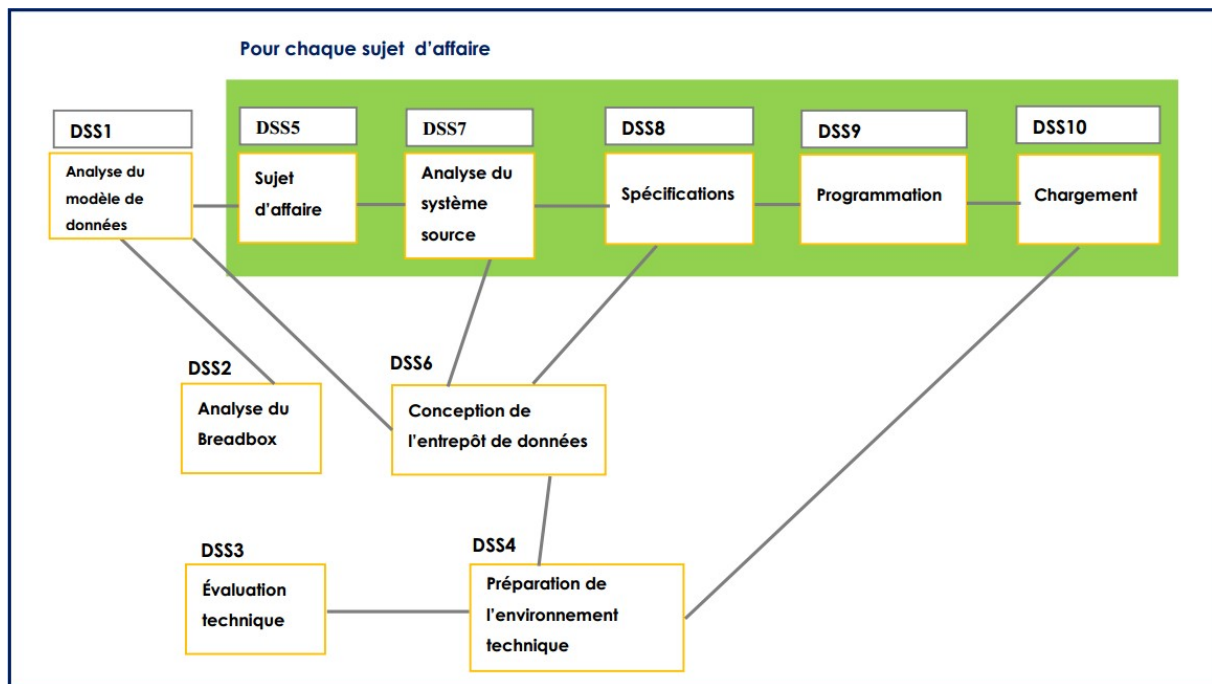 Pour chaque sujet d'affaire
DSS1
DSS5
DSS7
DSS8
DSS9
DSS10
Analyse du
modèle de
données
Sujet
d'affaire
Analyse du
système
source
Spécifications
Programmation
Chargement
DSS2
Analyse du
Breadbox
DSS6
Conception de
l'entrepôt de données
DSS3
Évaluation
technique
DSS4
Préparation de
l'environnement
technique